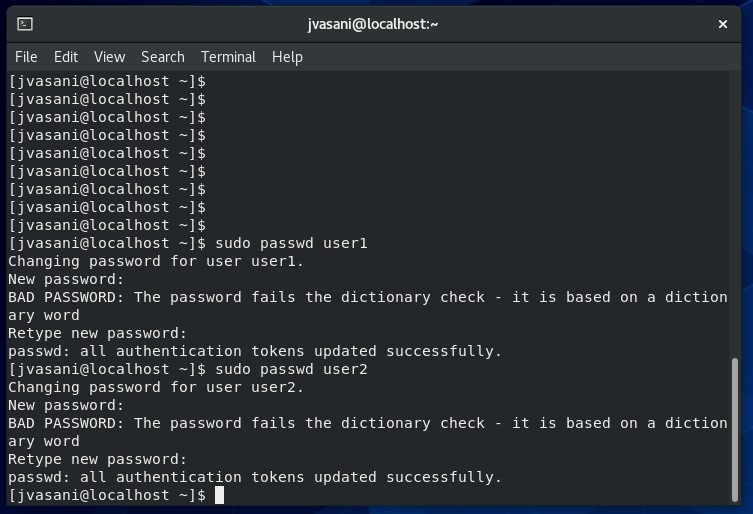 jvasani@localhost:~
×
File Edit View Search Terminal Help
[jvasani@localhost ~]$
[jvasani@localhost ~]$
[jvasani@localhost ~]$
[jvasani@localhost ~]$
[jvasani@localhost ~]$
[jvasani@localhost ~]$
[jvasani@localhost ~]$
[jvasani@localhost ~]$
[jvasani@localhost ~]$
[jvasani@localhost ~]$ sudo passwd user1
Changing password for user user1.
New password:
BAD PASSWORD: The password fails the dictionary check - it is based on a diction
ary word
Retype new password:
passwd: all authentication tokens updated successfully.
[jvasani@localhost ~]$ sudo passwd user2
Changing password for user user2.
New password:
BAD PASSWORD: The password fails the dictionary check - it is based on a diction
ary word
Retype new password:
passwd: all authentication tokens updated successfully.
[jvasani@localhost ~]$